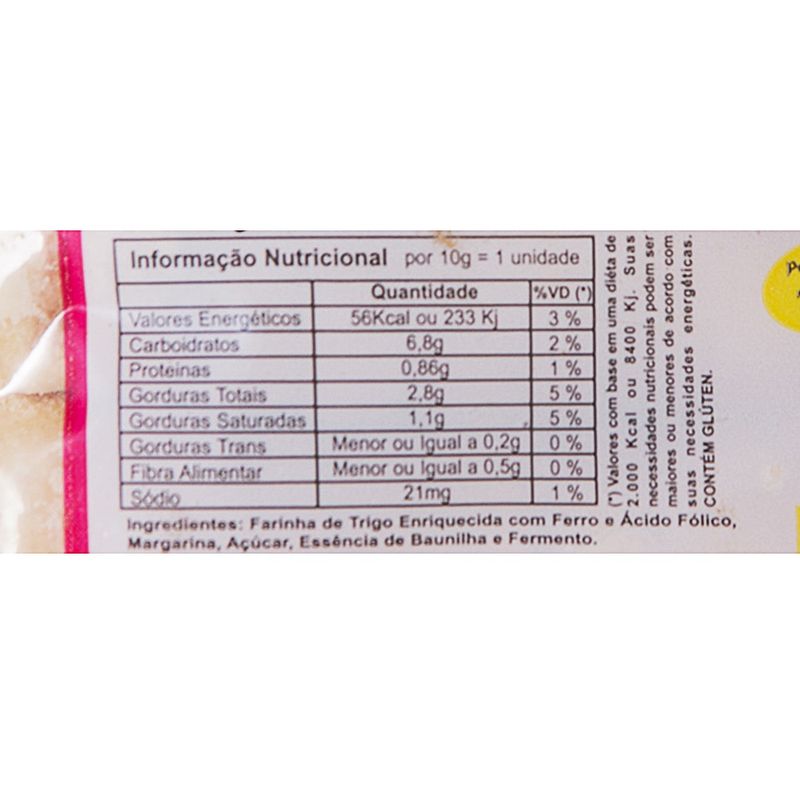 Informação Nutricional por 10g = 1 unidade
Quantidade %VD (*)
Valores Energéticos 56Kcal ou 233 Kj 3 %
Carboidratos 6,8g 2 %
Proteinas 0,86g 1 %
Gorduras Totais 2,8g 5 %
Gorduras Saturadas 1,1g 5 %
Gorduras Trans Menor ou Igual a 0,2g 0 %
Fibra Alimentar Menor ou Igual a 0,5g 0 %
Sódio 21mg 1 %
Ingredientes: Farinha de Trigo Enriquecida com Ferro e Ácido Fólico,
Margarina, Açúcar, Essência de Baunilha e Fermento.
(*) Valores com base em uma diéta de
2.000 Kcal ou 8400 Kj. Suas
necessidades nutricionais podem ser
maiores ou menores de acordo com
suas necessidades energéticas.
CONTÉM GLÚTEN.